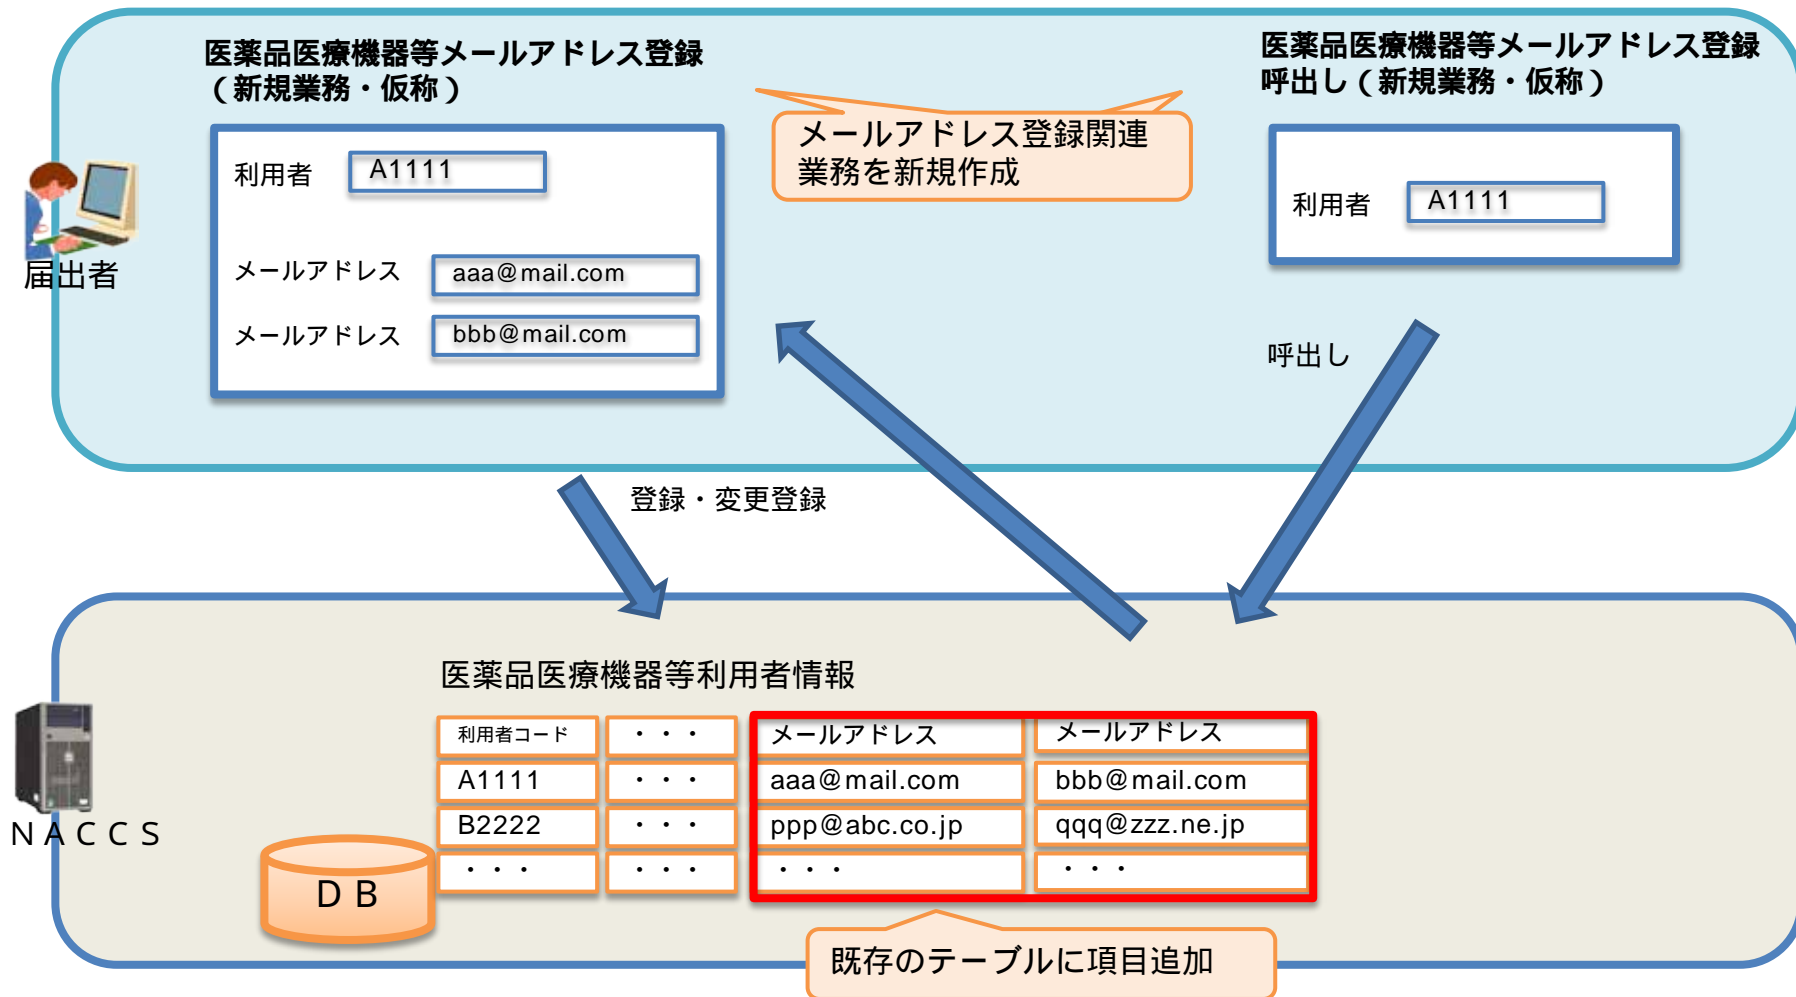 医薬品医療機器等メールアドレス登録
(新規業務・仮称)
利用者 A1111
メールアドレス aaa@mail.com
メールアドレス bbb@mail.com
メールアドレス登録関連
業務を新規作成
医薬品医療機器等メールアドレス登録
呼出し(新規業務・仮称)
利用者 A1111
届出者
呼出し
登録・変更登録
医薬品医療機器等利用者情報
利用者コード ・・・ メールアドレス メールアドレス
A1111 ・・・ aaa@mail.com bbb@mail.com
B2222 ・・・ ppp@abc.co.jp qqq@zzz.ne.jp
・・・ ・・・ ・・・ ・・・
NACCS
DB
既存のテーブルに項目追加